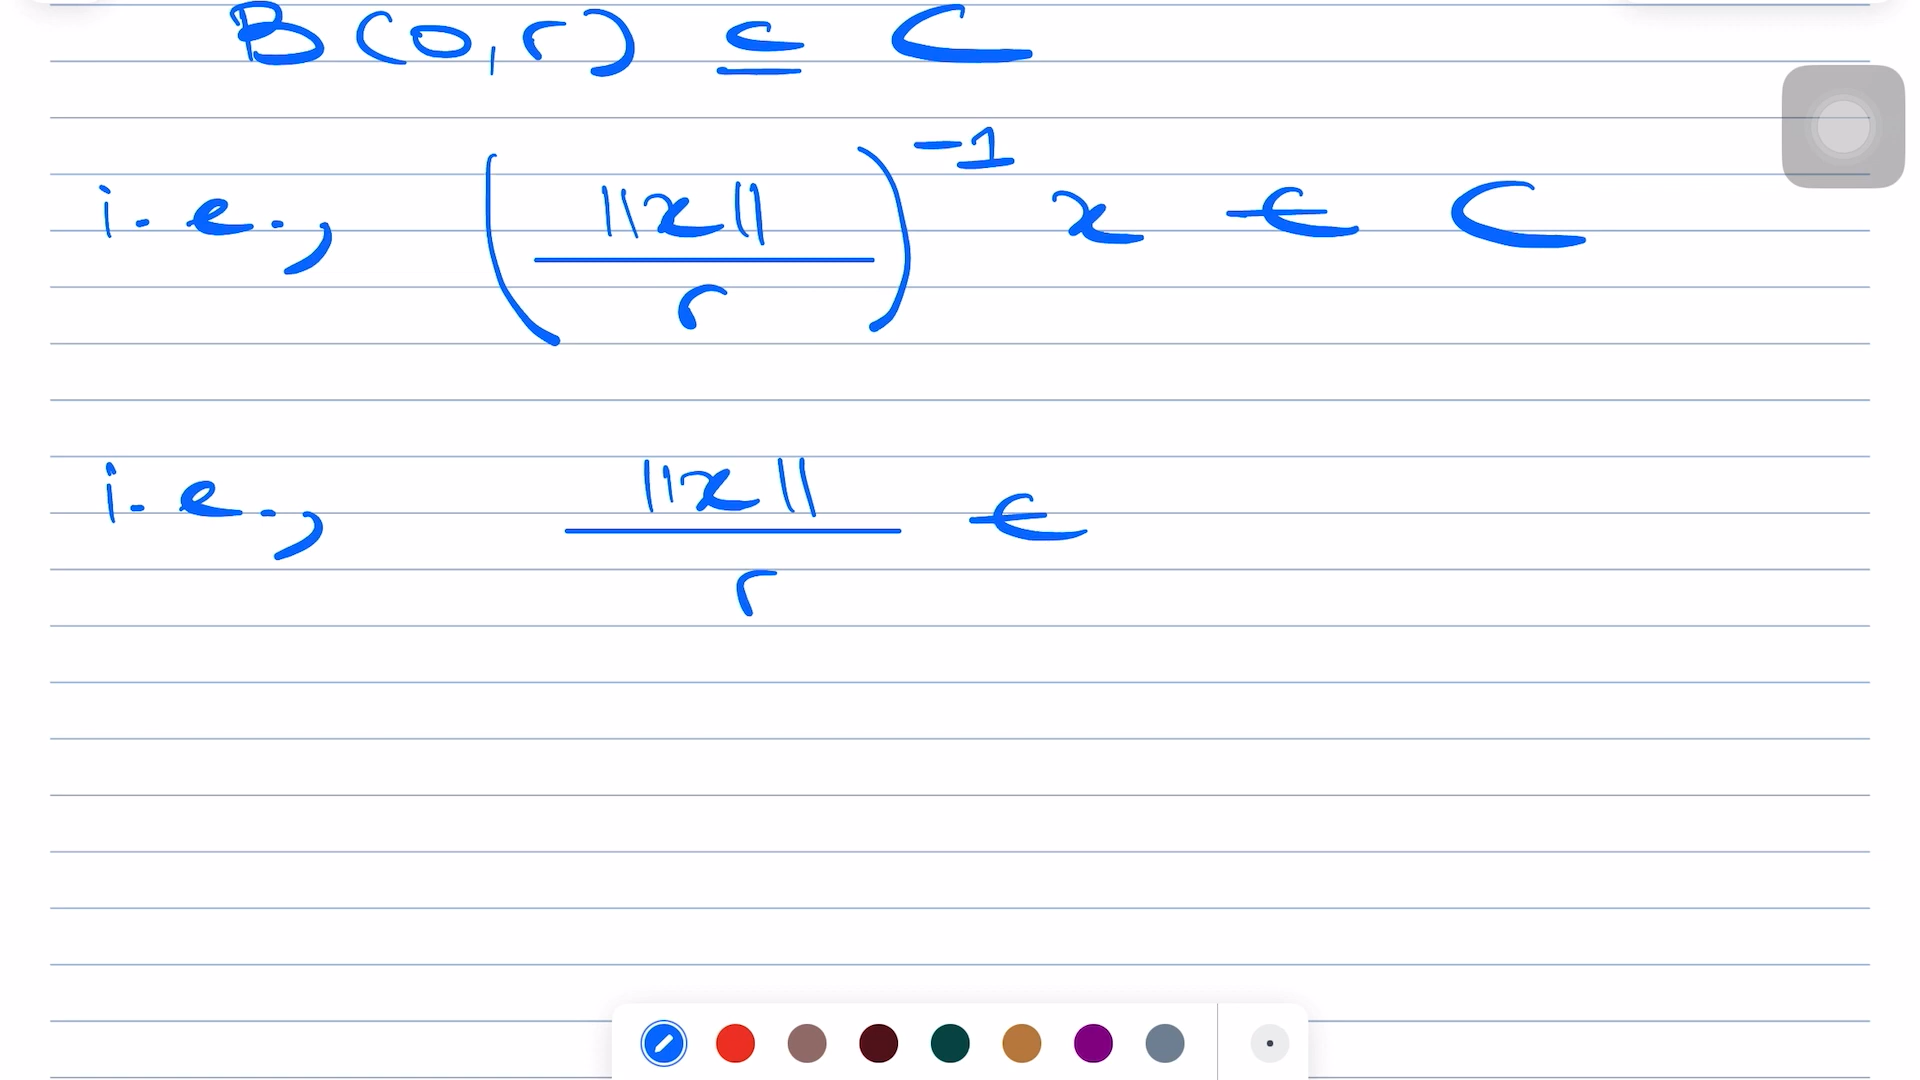 B(0,r) ⊆ C
i.e., (||x|| / r)⁻¹ x ∈ C
i.e., ||x|| / r ∈